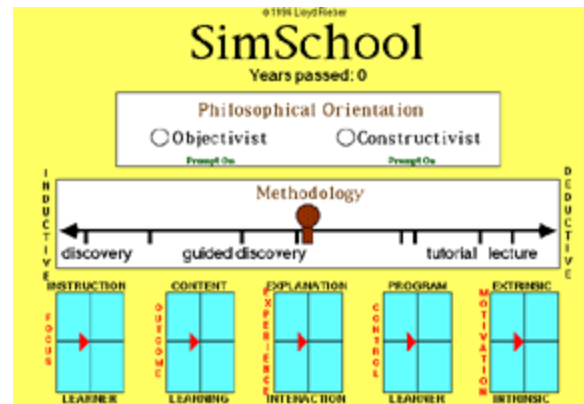 © 1996 Lloyd Rieber
SimSchool
Years passed: 0
Philosophical Orientation
Objectivist Constructivist
Prompt On Prompt On
INDUCTIVE
DEDUCTIVE
Methodology
discovery guided discovery tutorial lecture
INSTRUCTION CONTENT EXPLANATION PROGRAM EXTRINSIC
FOCUS OUTCOME EXPERIENCE CONTROL MOTIVATION
LEARNER LEARNING INTERACTION LEARNER INTRINSIC